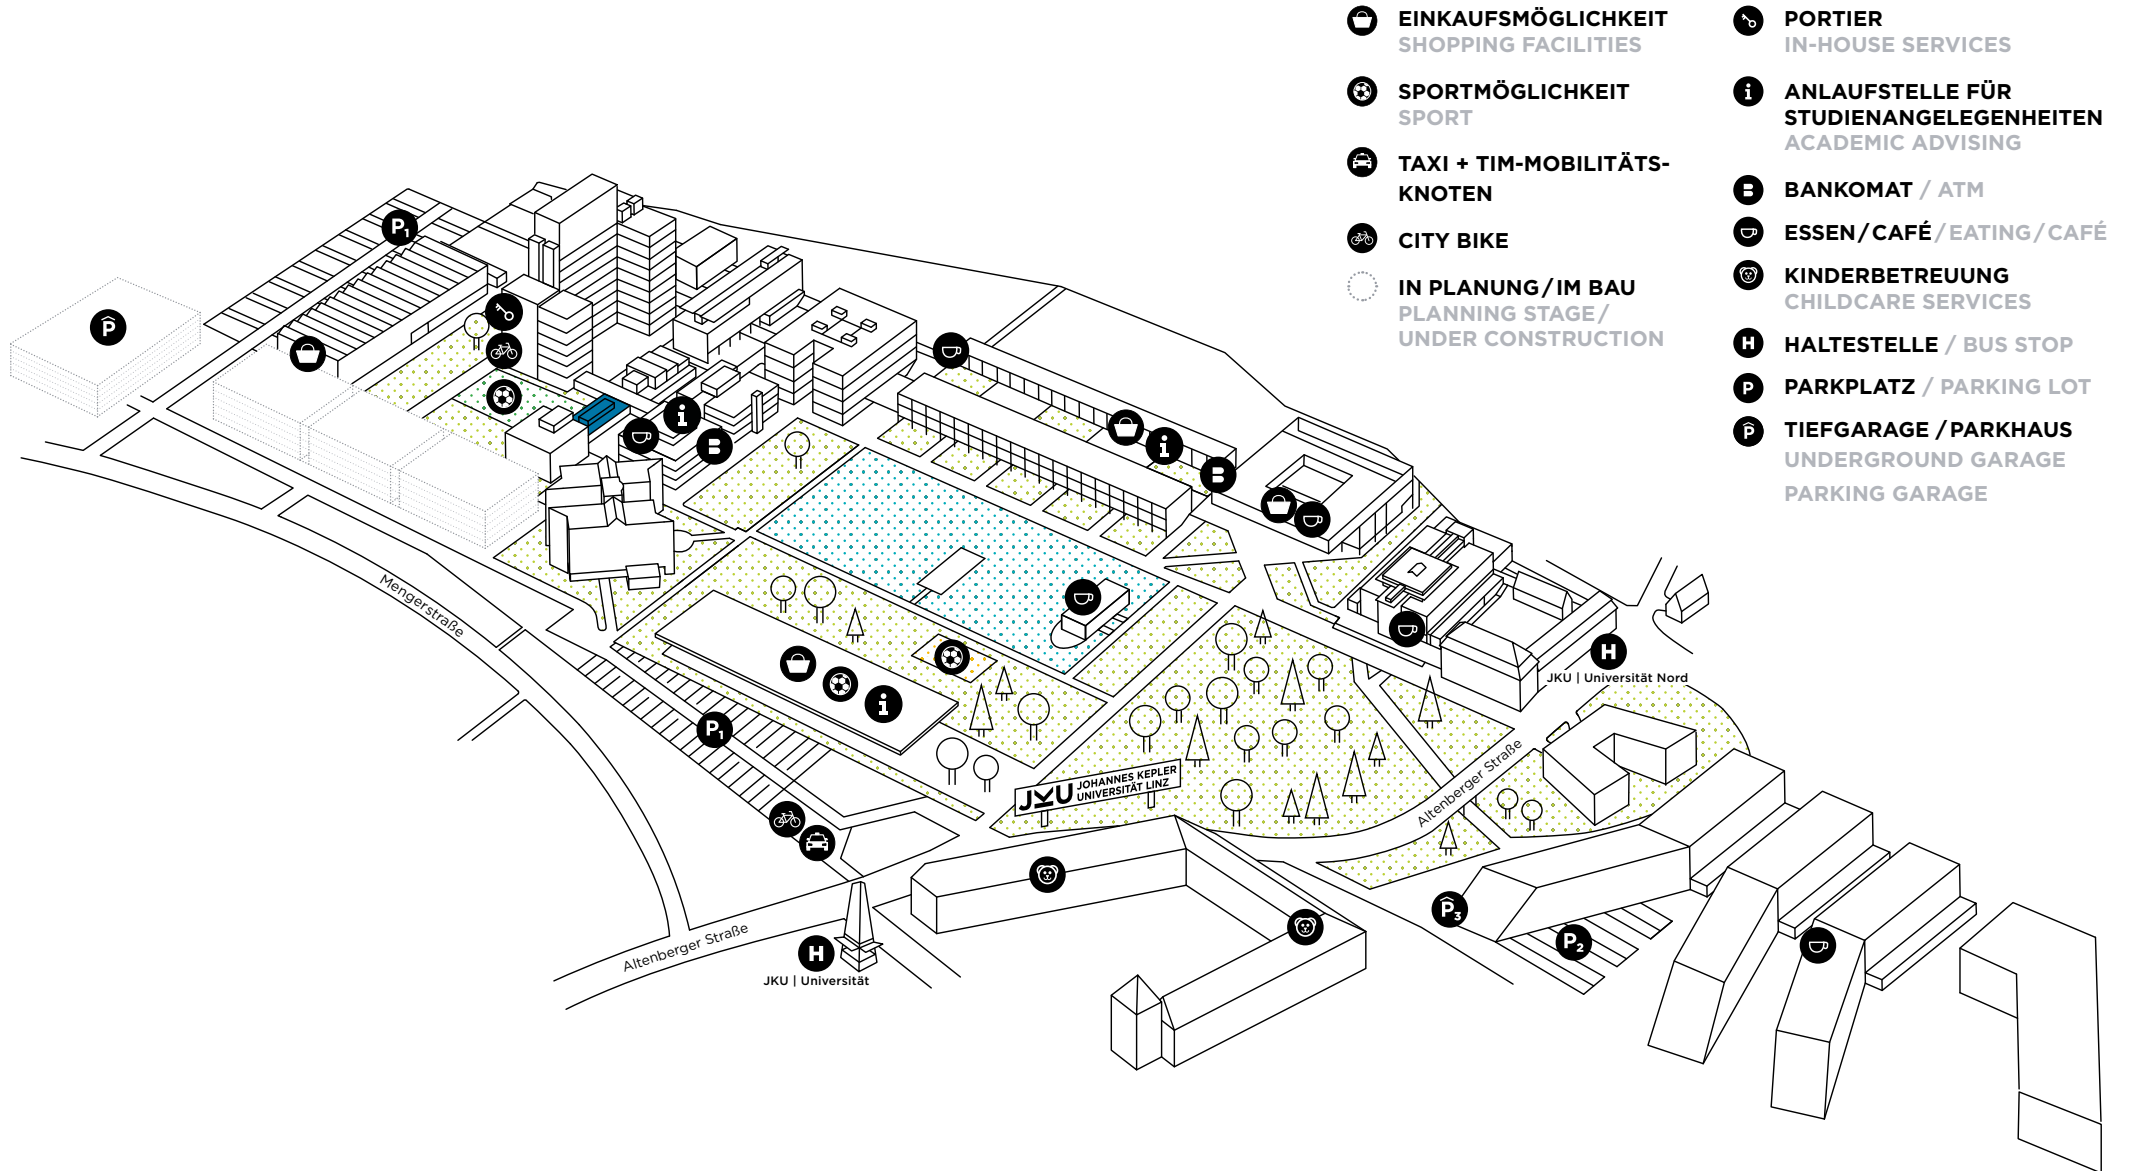 EINKAUFSMÖGLICHKEIT
SHOPPING FACILITIES
SPORTMÖGLICHKEIT
SPORT
TAXI + TIM-MOBILITÄTS-
KNOTEN
CITY BIKE
IN PLANUNG / IM BAU
PLANNING STAGE /
UNDER CONSTRUCTION
PORTIER
IN-HOUSE SERVICES
i
ANLAUFSTELLE FÜR
STUDIENANGELEGENHEITEN
ACADEMIC ADVISING
B
BANKOMAT / ATM
ESSEN / CAFÉ / EATING / CAFÉ
KINDERBETREUUNG
CHILDCARE SERVICES
H
HALTESTELLE / BUS STOP
P
PARKPLATZ / PARKING LOT
P
TIEFGARAGE / PARKHAUS
UNDERGROUND GARAGE
PARKING GARAGE
P1
P
i
B
i
B
Mengerstraße
H
JKU | Universität Nord
i
P1
JKU JOHANNES KEPLER
UNIVERSITÄT LINZ
Altenberger Straße
P3
P2
Altenberger Straße
H
JKU | Universität